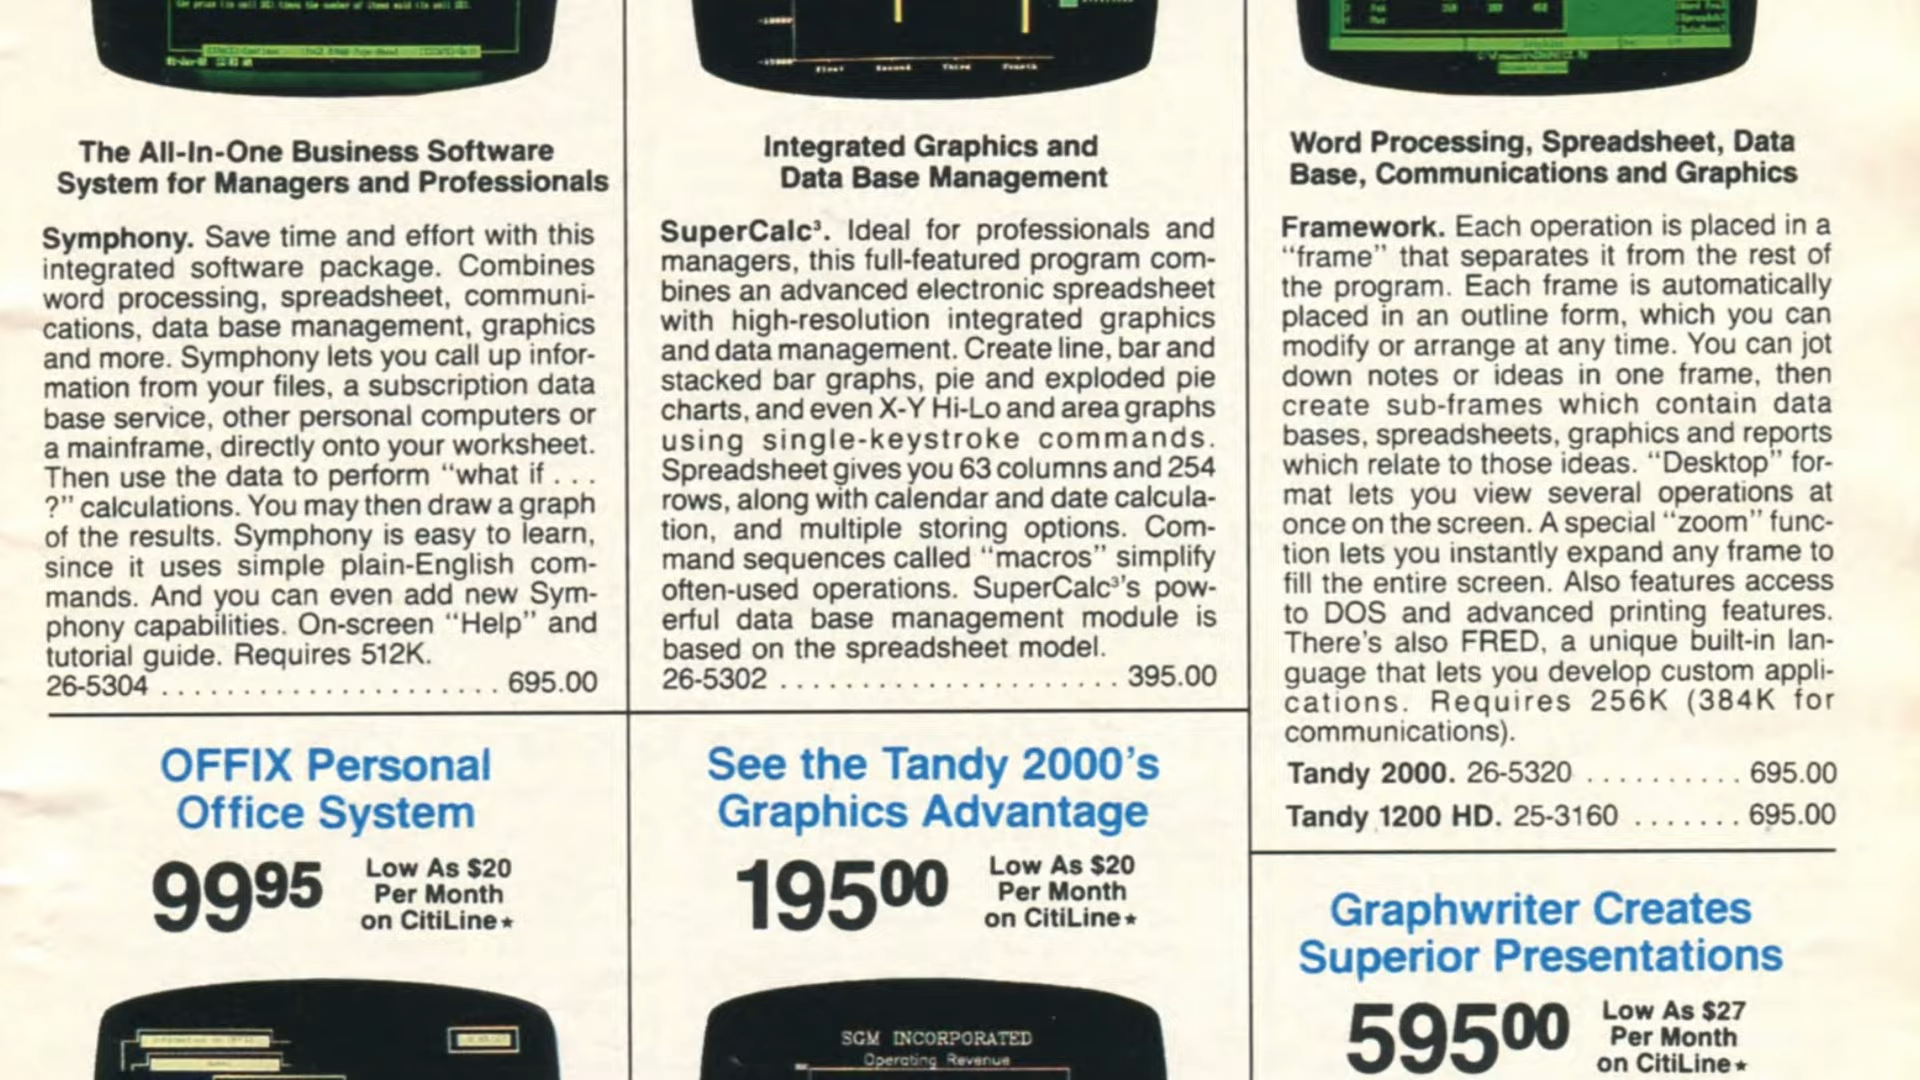 The All-In-One Business Software
System for Managers and Professionals
Symphony. Save time and effort with this
integrated software package. Combines
word processing, spreadsheet, communi-
cations, data base management, graphics
and more. Symphony lets you call up infor-
mation from your files, a subscription data
base service, other personal computers or
a mainframe, directly onto your worksheet.
Then use the data to perform “what if . . .
?” calculations. You may then draw a graph
of the results. Symphony is easy to learn,
since it uses simple plain-English com-
mands. And you can even add new Sym-
phony capabilities. On-screen “Help” and
tutorial guide. Requires 512K.
26-5304 . . . . . . . . . . . . . . . . . . . . . 695.00
OFFIX Personal
Office System
9995
Low As $20
Per Month
on CitiLine★
First Second Third Fourth
Integrated Graphics and
Data Base Management
SuperCalc³. Ideal for professionals and
managers, this full-featured program com-
bines an advanced electronic spreadsheet
with high-resolution integrated graphics
and data management. Create line, bar and
stacked bar graphs, pie and exploded pie
charts, and even X-Y Hi-Lo and area graphs
using single-keystroke commands.
Spreadsheet gives you 63 columns and 254
rows, along with calendar and date calcula-
tion, and multiple storing options. Com-
mand sequences called “macros” simplify
often-used operations. SuperCalc³’s pow-
erful data base management module is
based on the spreadsheet model.
26-5302 . . . . . . . . . . . . . . . . . . . . . 395.00
See the Tandy 2000’s
Graphics Advantage
19500
Low As $20
Per Month
on CitiLine★
SGM INCORPORATED
Operating Revenue
Word Processing, Spreadsheet, Data
Base, Communications and Graphics
Framework. Each operation is placed in a
“frame” that separates it from the rest of
the program. Each frame is automatically
placed in an outline form, which you can
modify or arrange at any time. You can jot
down notes or ideas in one frame, then
create sub-frames which contain data
bases, spreadsheets, graphics and reports
which relate to those ideas. “Desktop” for-
mat lets you view several operations at
once on the screen. A special “zoom” func-
tion lets you instantly expand any frame to
fill the entire screen. Also features access
to DOS and advanced printing features.
There’s also FRED, a unique built-in lan-
guage that lets you develop custom appli-
cations. Requires 256K (384K for
communications).
Tandy 2000. 26-5320 . . . . . . . . . . 695.00
Tandy 1200 HD. 25-3160 . . . . . . . 695.00
Graphwriter Creates
Superior Presentations
59500
Low As $27
Per Month
on CitiLine★